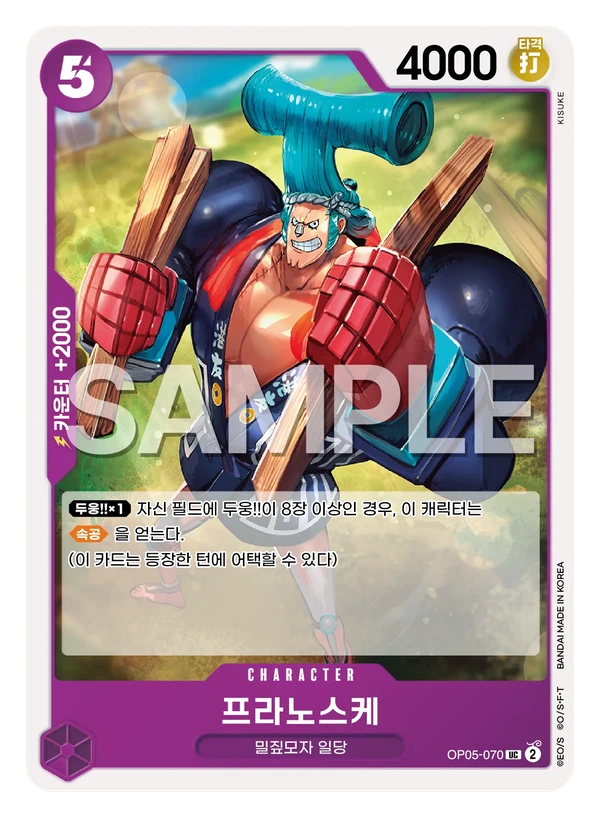 5
4000
타격
打
KISUKE
⚡카운터 +2000
SAMPLE
두웅!!×1 자신 필드에 두웅!!이 8장 이상인 경우, 이 캐릭터는
속공 을 얻는다.
(이 카드는 등장한 턴에 어택할 수 있다)
CHARACTER
프라노스케
밀짚모자 일당
OP05-070 UC 2
©EO/S ©O/S·F·T BANDAI MADE IN KOREA